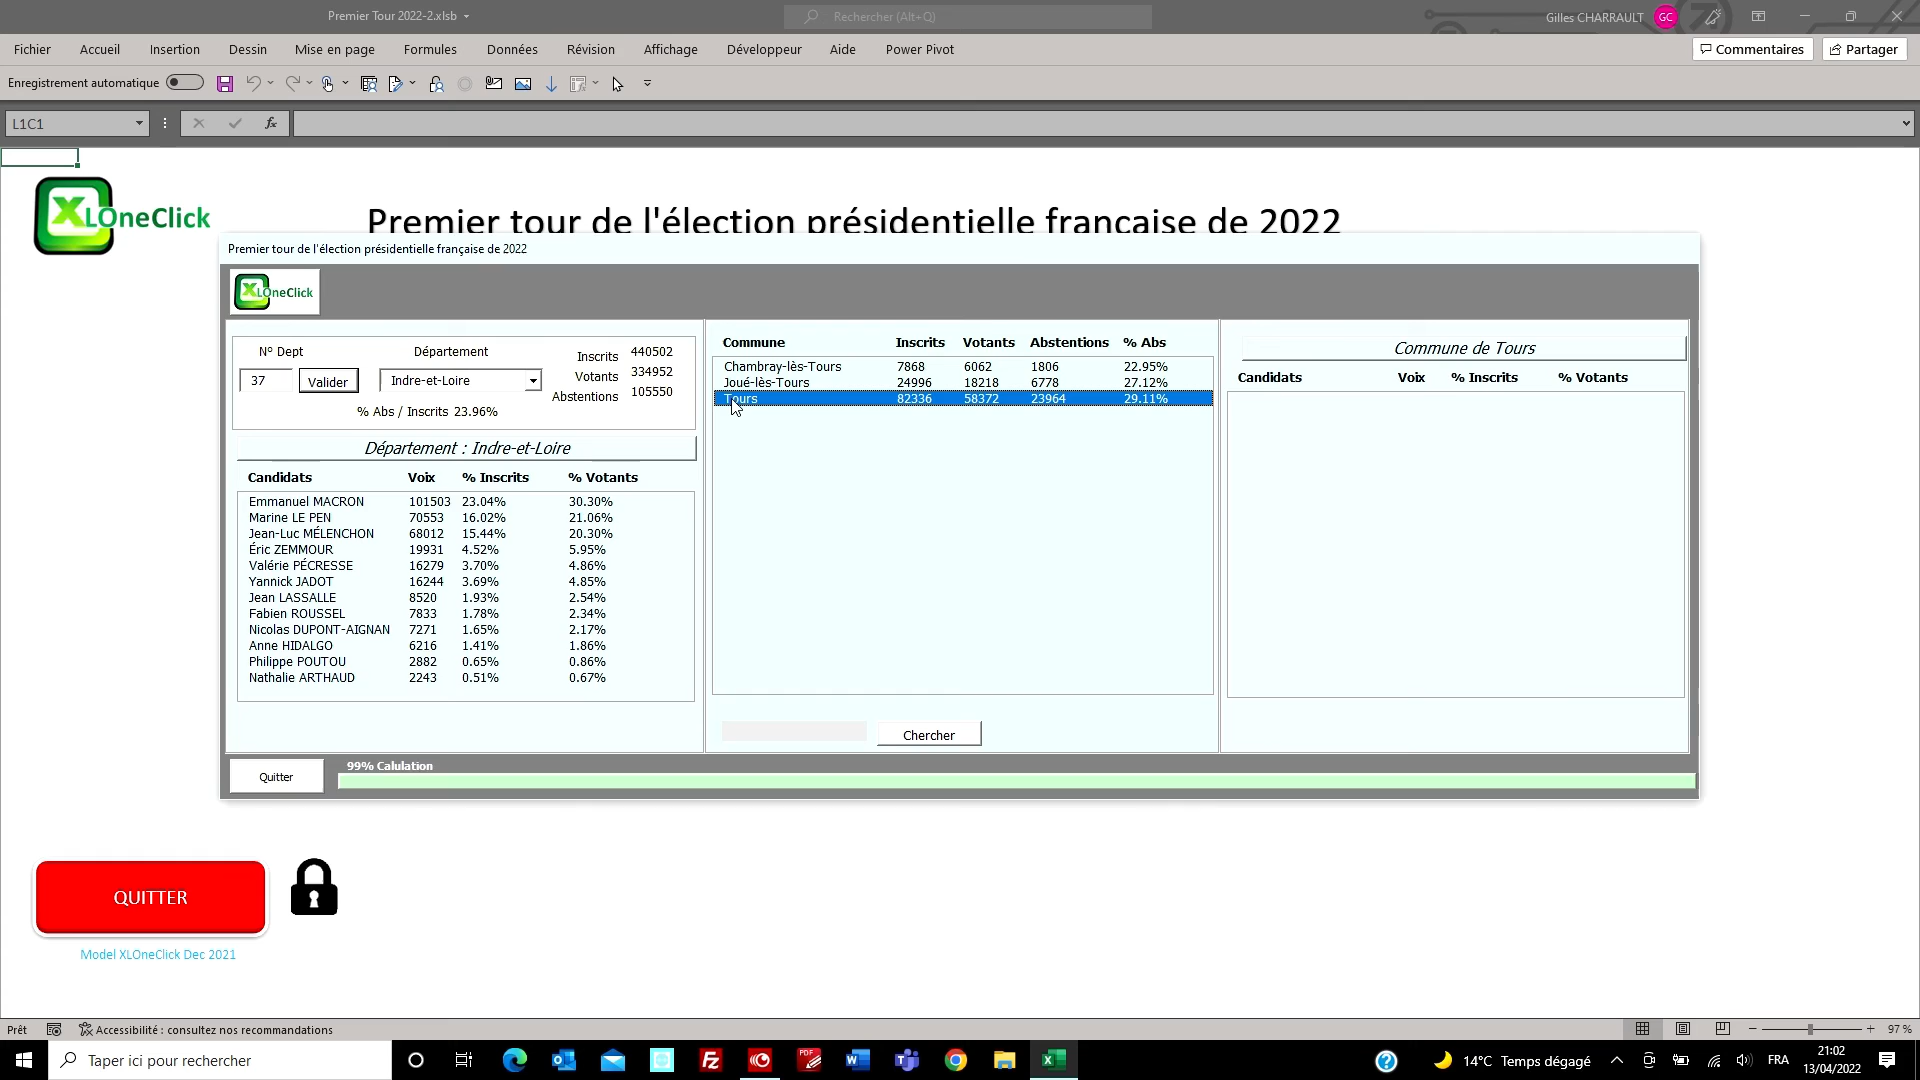 Premier Tour 2022-2.xlsb
Rechercher (Alt+Q)
Gilles CHARRAULT GC
Fichier Accueil Insertion Dessin Mise en page Formules Données Révision Affichage Développeur Aide Power Pivot Commentaires Partager
Enregistrement automatique
L1C1 fx
XLOneClick
Premier tour de l'élection présidentielle française de 2022
Premier tour de l'élection présidentielle française de 2022
XLOneClick
N° Dept Département Inscrits 440502
37 Valider Indre-et-Loire Votants 334952
Abstentions 105550
% Abs / Inscrits 23.96%
Département : Indre-et-Loire
Candidats Voix % Inscrits % Votants
Emmanuel MACRON 101503 23.04% 30.30%
Marine LE PEN 70553 16.02% 21.06%
Jean-Luc MÉLENCHON 68012 15.44% 20.30%
Éric ZEMMOUR 19931 4.52% 5.95%
Valérie PÉCRESSE 16279 3.70% 4.86%
Yannick JADOT 16244 3.69% 4.85%
Jean LASSALLE 8520 1.93% 2.54%
Fabien ROUSSEL 7833 1.78% 2.34%
Nicolas DUPONT-AIGNAN 7271 1.65% 2.17%
Anne HIDALGO 6216 1.41% 1.86%
Philippe POUTOU 2882 0.65% 0.86%
Nathalie ARTHAUD 2243 0.51% 0.67%
Commune Inscrits Votants Abstentions % Abs
Chambray-lès-Tours 7868 6062 1806 22.95%
Joué-lès-Tours 24996 18218 6778 27.12%
Tours 82336 58372 23964 29.11%
Chercher
Commune de Tours
Candidats Voix % Inscrits % Votants
Quitter
99% Calulation
QUITTER
Model XLOneClick Dec 2021
Prêt Accessibilité : consultez nos recommandations 97 %
Taper ici pour rechercher
14°C Temps dégagé FRA 21:02
13/04/2022